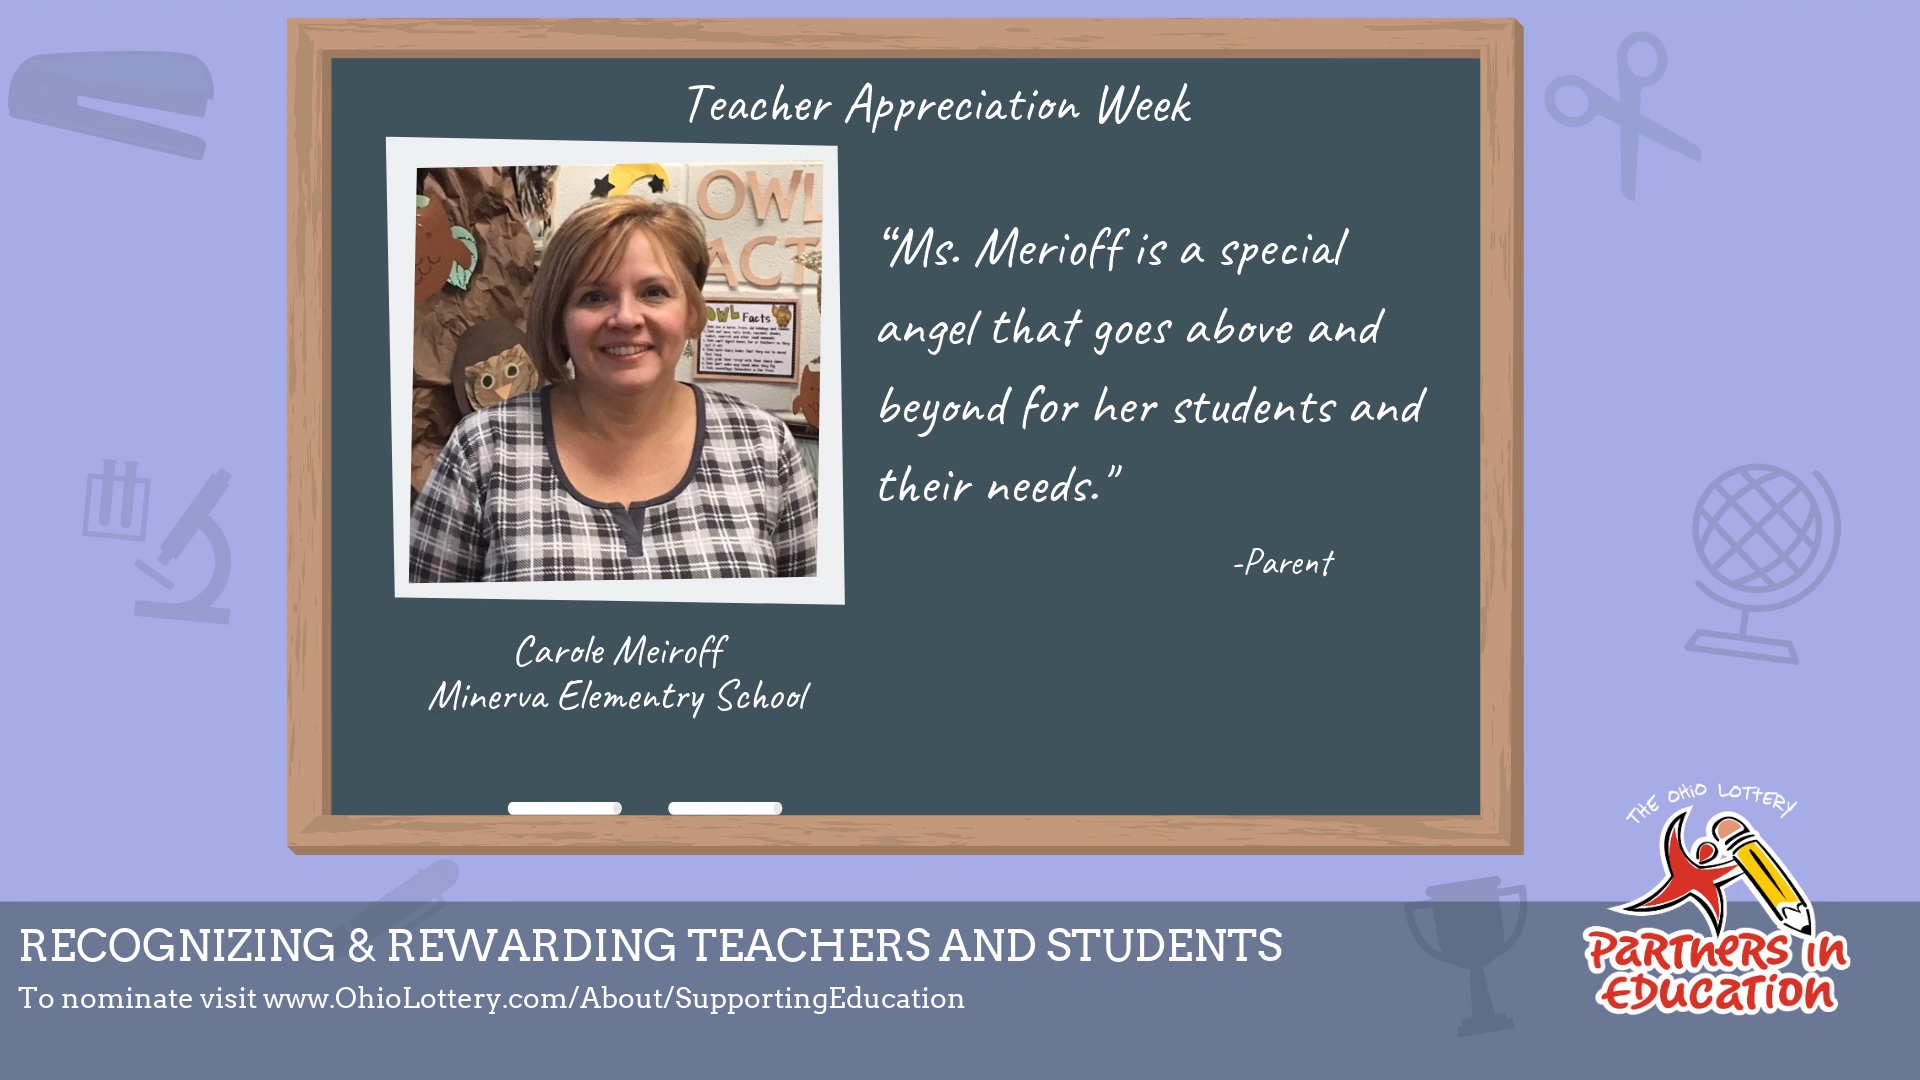 Teacher Appreciation Week
OWL
FACT
OWL Facts
“Ms. Merioff is a special
angel that goes above and
beyond for her students and
their needs.”
-Parent
Carole Meiroff
Minerva Elementry School
THE OHIO LOTTERY
PARTNERS IN
EDUCATION
RECOGNIZING & REWARDING TEACHERS AND STUDENTS
To nominate visit www.OhioLottery.com/About/SupportingEducation